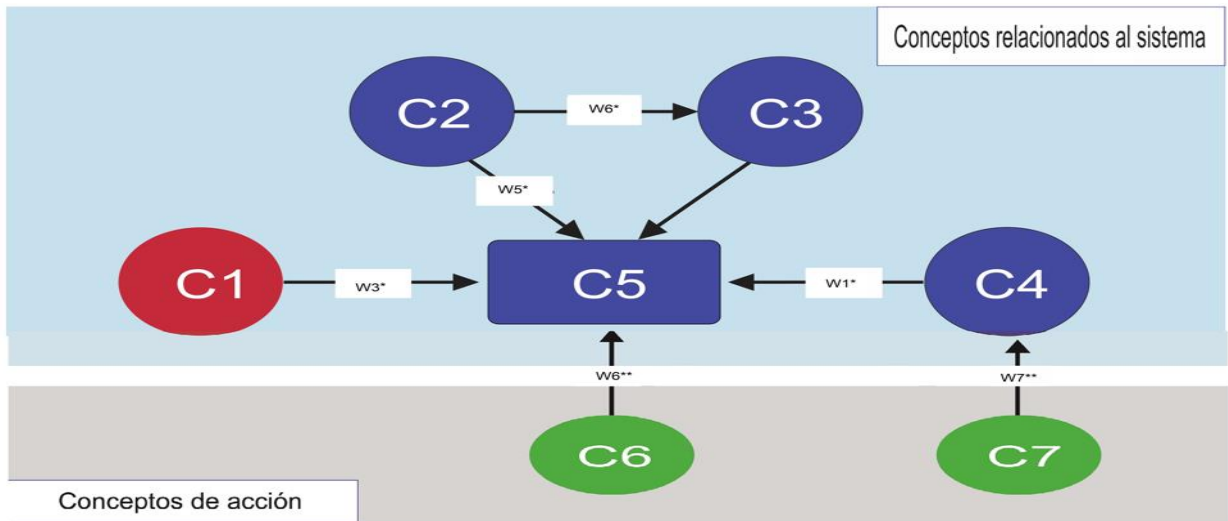 Conceptos relacionados al sistema
C2
W6*
C3
W5*
C1
W3*
C5
W1*
C4
W6**
W7**
C6
C7
Conceptos de acción